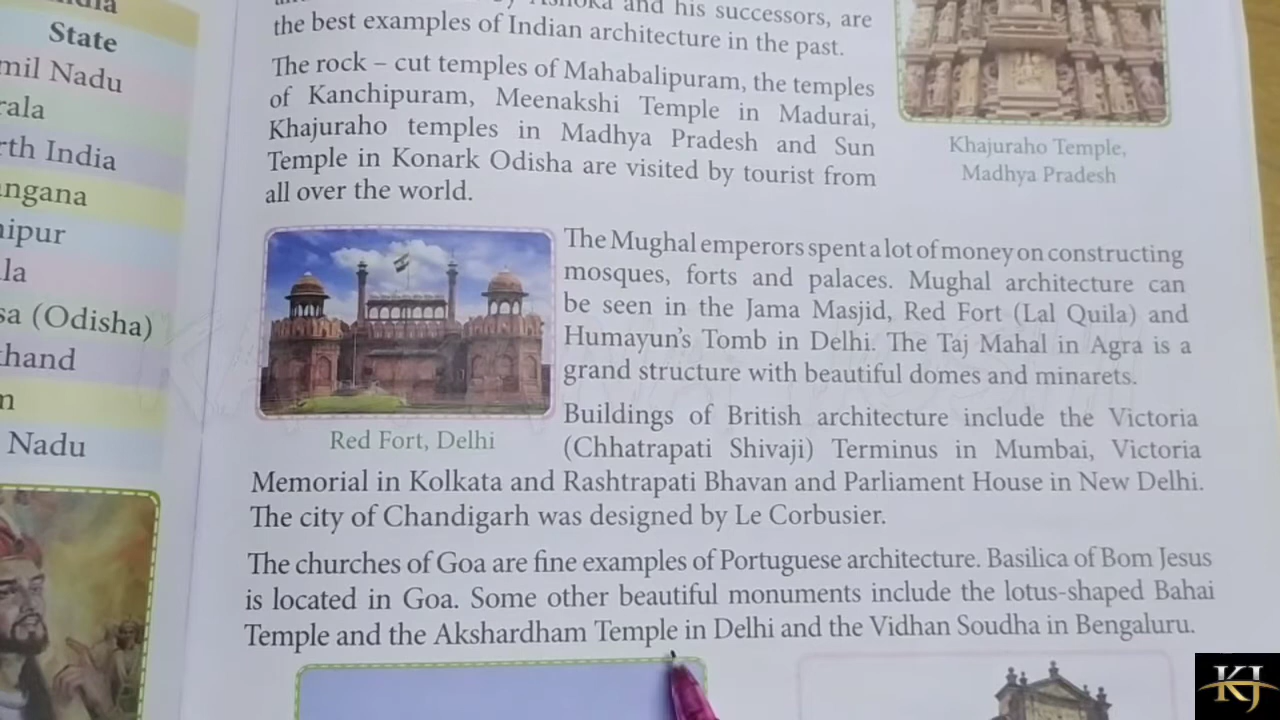 State
mil Nadu
rala
rth India
angana
nipur
la
sa (Odisha)
khand
m
Nadu
and his successors, are
the best examples of Indian architecture in the past.
The rock – cut temples of Mahabalipuram, the temples
of Kanchipuram, Meenakshi Temple in Madurai,
Khajuraho temples in Madhya Pradesh and Sun
Temple in Konark Odisha are visited by tourist from
all over the world.
Khajuraho Temple,
Madhya Pradesh
The Mughal emperors spent a lot of money on constructing
mosques, forts and palaces. Mughal architecture can
be seen in the Jama Masjid, Red Fort (Lal Quila) and
Humayun's Tomb in Delhi. The Taj Mahal in Agra is a
grand structure with beautiful domes and minarets.
Red Fort, Delhi
Buildings of British architecture include the Victoria
(Chhatrapati Shivaji) Terminus in Mumbai, Victoria
Memorial in Kolkata and Rashtrapati Bhavan and Parliament House in New Delhi.
The city of Chandigarh was designed by Le Corbusier.
The churches of Goa are fine examples of Portuguese architecture. Basilica of Bom Jesus
is located in Goa. Some other beautiful monuments include the lotus-shaped Bahai
Temple and the Akshardham Temple in Delhi and the Vidhan Soudha in Bengaluru.
KJ